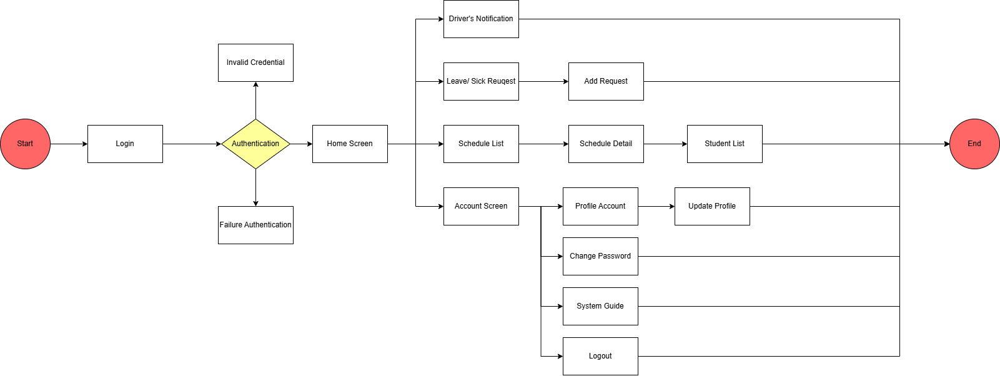 Driver's Notification
Invalid Credential
Leave/ Sick Reuqest
Add Request
Start
Login
Authentication
Home Screen
Schedule List
Schedule Detail
Student List
End
Failure Authentication
Account Screen
Profile Account
Update Profile
Change Password
System Guide
Logout